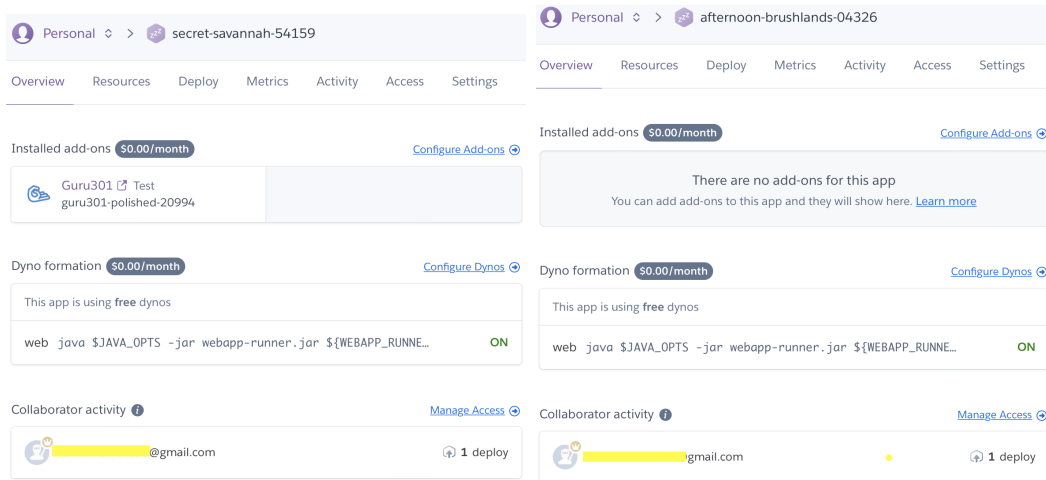 Personal > secret-savannah-54159
Overview Resources Deploy Metrics Activity Access Settings
Installed add-ons $0.00/month Configure Add-ons
Guru301 Test
guru301-polished-20994
Dyno formation $0.00/month Configure Dynos
This app is using free dynos
web java $JAVA_OPTS -jar webapp-runner.jar ${WEBAPP_RUNNE… ON
Collaborator activity Manage Access
@gmail.com 1 deploy
Personal > afternoon-brushlands-04326
Overview Resources Deploy Metrics Activity Access Settings
Installed add-ons $0.00/month Configure Add-ons
There are no add-ons for this app
You can add add-ons to this app and they will show here. Learn more
Dyno formation $0.00/month Configure Dynos
This app is using free dynos
web java $JAVA_OPTS -jar webapp-runner.jar ${WEBAPP_RUNNE… ON
Collaborator activity Manage Access
gmail.com 1 deploy